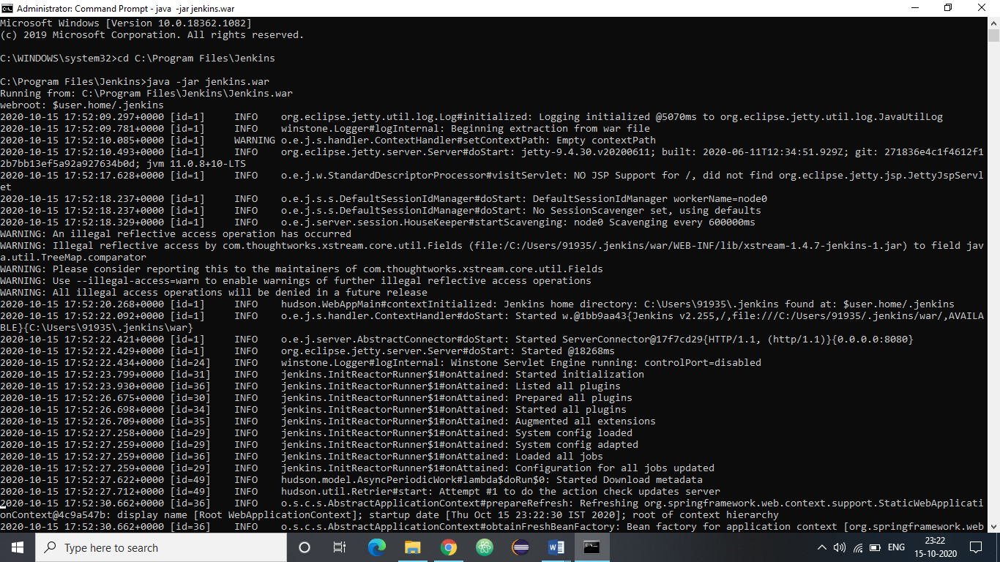 Administrator: Command Prompt - java  -jar jenkins.war
Microsoft Windows [Version 10.0.18362.1082]
(c) 2019 Microsoft Corporation. All rights reserved.
C:\WINDOWS\system32>cd C:\Program Files\Jenkins
C:\Program Files\Jenkins>java -jar jenkins.war
Running from: C:\Program Files\Jenkins\Jenkins.war
webroot: $user.home/.jenkins
2020-10-15 17:52:09.297+0000 [id=1]     INFO    org.eclipse.jetty.util.log.Log#initialized: Logging initialized @5070ms to org.eclipse.jetty.util.log.JavaUtilLog
2020-10-15 17:52:09.781+0000 [id=1]     INFO    winstone.Logger#logInternal: Beginning extraction from war file
2020-10-15 17:52:10.085+0000 [id=1]     WARNING o.e.j.s.handler.ContextHandler#setContextPath: Empty contextPath
2020-10-15 17:52:10.493+0000 [id=1]     INFO    org.eclipse.jetty.server.Server#doStart: jetty-9.4.30.v20200611; built: 2020-06-11T12:34:51.929Z; git: 271836e4c1f4612f1
2b7bb13ef5a92a927634b0d; jvm 11.0.8+10-LTS
2020-10-15 17:52:17.628+0000 [id=1]     INFO    o.e.j.w.StandardDescriptorProcessor#visitServlet: NO JSP Support for /, did not find org.eclipse.jetty.jsp.JettyJspServl
et
2020-10-15 17:52:18.237+0000 [id=1]     INFO    o.e.j.s.s.DefaultSessionIdManager#doStart: DefaultSessionIdManager workerName=node0
2020-10-15 17:52:18.237+0000 [id=1]     INFO    o.e.j.s.s.DefaultSessionIdManager#doStart: No SessionScavenger set, using defaults
2020-10-15 17:52:18.329+0000 [id=1]     INFO    o.e.j.server.session.HouseKeeper#startScavenging: node0 Scavenging every 600000ms
WARNING: An illegal reflective access operation has occurred
WARNING: Illegal reflective access by com.thoughtworks.xstream.core.util.Fields (file:/C:/Users/91935/.jenkins/war/WEB-INF/lib/xstream-1.4.7-jenkins-1.jar) to field jav
a.util.TreeMap.comparator
WARNING: Please consider reporting this to the maintainers of com.thoughtworks.xstream.core.util.Fields
WARNING: Use --illegal-access=warn to enable warnings of further illegal reflective access operations
WARNING: All illegal access operations will be denied in a future release
2020-10-15 17:52:20.268+0000 [id=1]     INFO    hudson.WebAppMain#contextInitialized: Jenkins home directory: C:\Users\91935\.jenkins found at: $user.home/.jenkins
2020-10-15 17:52:22.092+0000 [id=1]     INFO    o.e.j.s.handler.ContextHandler#doStart: Started w.@1bb9aa43{Jenkins v2.255,/,file:///C:/Users/91935/.jenkins/war/,AVAILA
BLE}{C:\Users\91935\.jenkins\war}
2020-10-15 17:52:22.421+0000 [id=1]     INFO    o.e.j.server.AbstractConnector#doStart: Started ServerConnector@17f7cd29{HTTP/1.1, (http/1.1)}{0.0.0.0:8080}
2020-10-15 17:52:22.429+0000 [id=1]     INFO    org.eclipse.jetty.server.Server#doStart: Started @18268ms
2020-10-15 17:52:22.434+0000 [id=24]    INFO    winstone.Logger#logInternal: Winstone Servlet Engine running: controlPort=disabled
2020-10-15 17:52:23.799+0000 [id=31]    INFO    jenkins.InitReactorRunner$1#onAttained: Started initialization
2020-10-15 17:52:23.930+0000 [id=36]    INFO    jenkins.InitReactorRunner$1#onAttained: Listed all plugins
2020-10-15 17:52:26.675+0000 [id=30]    INFO    jenkins.InitReactorRunner$1#onAttained: Prepared all plugins
2020-10-15 17:52:26.698+0000 [id=34]    INFO    jenkins.InitReactorRunner$1#onAttained: Started all plugins
2020-10-15 17:52:26.709+0000 [id=35]    INFO    jenkins.InitReactorRunner$1#onAttained: Augmented all extensions
2020-10-15 17:52:27.258+0000 [id=29]    INFO    jenkins.InitReactorRunner$1#onAttained: System config loaded
2020-10-15 17:52:27.259+0000 [id=29]    INFO    jenkins.InitReactorRunner$1#onAttained: System config adapted
2020-10-15 17:52:27.259+0000 [id=36]    INFO    jenkins.InitReactorRunner$1#onAttained: Loaded all jobs
2020-10-15 17:52:27.259+0000 [id=29]    INFO    jenkins.InitReactorRunner$1#onAttained: Configuration for all jobs updated
2020-10-15 17:52:27.622+0000 [id=49]    INFO    hudson.model.AsyncPeriodicWork#lambda$doRun$0: Started Download metadata
2020-10-15 17:52:27.712+0000 [id=49]    INFO    hudson.util.Retrier#start: Attempt #1 to do the action check updates server
2020-10-15 17:52:30.662+0000 [id=36]    INFO    o.s.c.s.AbstractApplicationContext#prepareRefresh: Refreshing org.springframework.web.context.support.StaticWebApplicati
onContext@4c9a547b: display name [Root WebApplicationContext]; startup date [Thu Oct 15 23:22:30 IST 2020]; root of context hierarchy
2020-10-15 17:52:30.662+0000 [id=36]    INFO    o.s.c.s.AbstractApplicationContext#obtainFreshBeanFactory: Bean factory for application context [org.springframework.web
Type here to search
ENG
23:22
15-10-2020